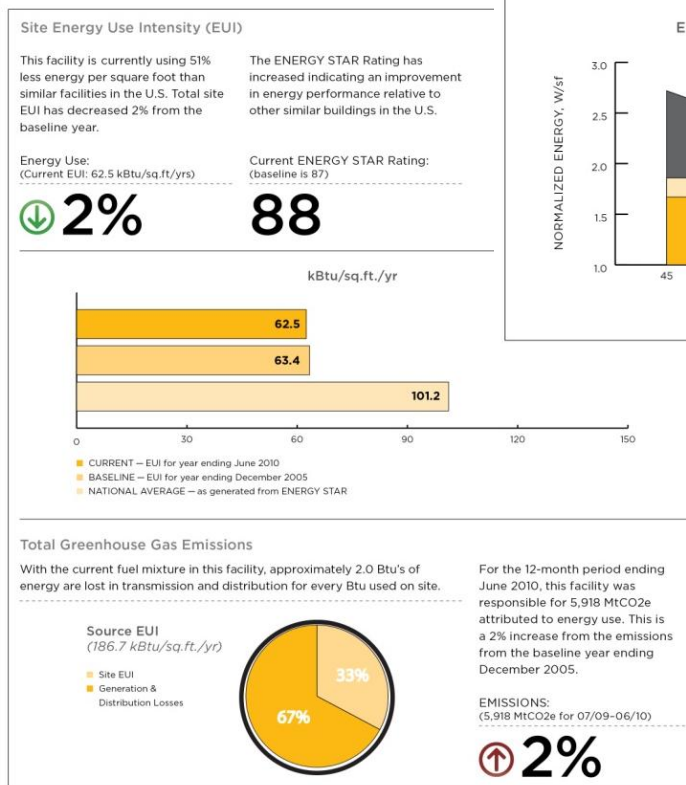 Site Energy Use Intensity (EUI)
This facility is currently using 51%
less energy per square foot than
similar facilities in the U.S. Total site
EUI has decreased 2% from the
baseline year.
The ENERGY STAR Rating has
increased indicating an improvement
in energy performance relative to
other similar buildings in the U.S.
Energy Use:
(Current EUI: 62.5 kBtu/sq.ft/yrs)
2%
Current ENERGY STAR Rating:
(baseline is 87)
88
kBtu/sq.ft./yr
62.5
63.4
101.2
0 30 60 90 120 150
CURRENT — EUI for year ending June 2010
BASELINE — EUI for year ending December 2005
NATIONAL AVERAGE — as generated from ENERGY STAR
E
NORMALIZED ENERGY, W/sf
3.0
2.5
2.0
1.5
1.0
45
Total Greenhouse Gas Emissions
With the current fuel mixture in this facility, approximately 2.0 Btu's of
energy are lost in transmission and distribution for every Btu used on site.
Source EUI
(186.7 kBtu/sq.ft./yr)
Site EUI
Generation &
Distribution Losses
33%
67%
For the 12-month period ending
June 2010, this facility was
responsible for 5,918 MtCO2e
attributed to energy use. This is
a 2% increase from the emissions
from the baseline year ending
December 2005.
EMISSIONS:
(5,918 MtCO2e for 07/09–06/10)
2%